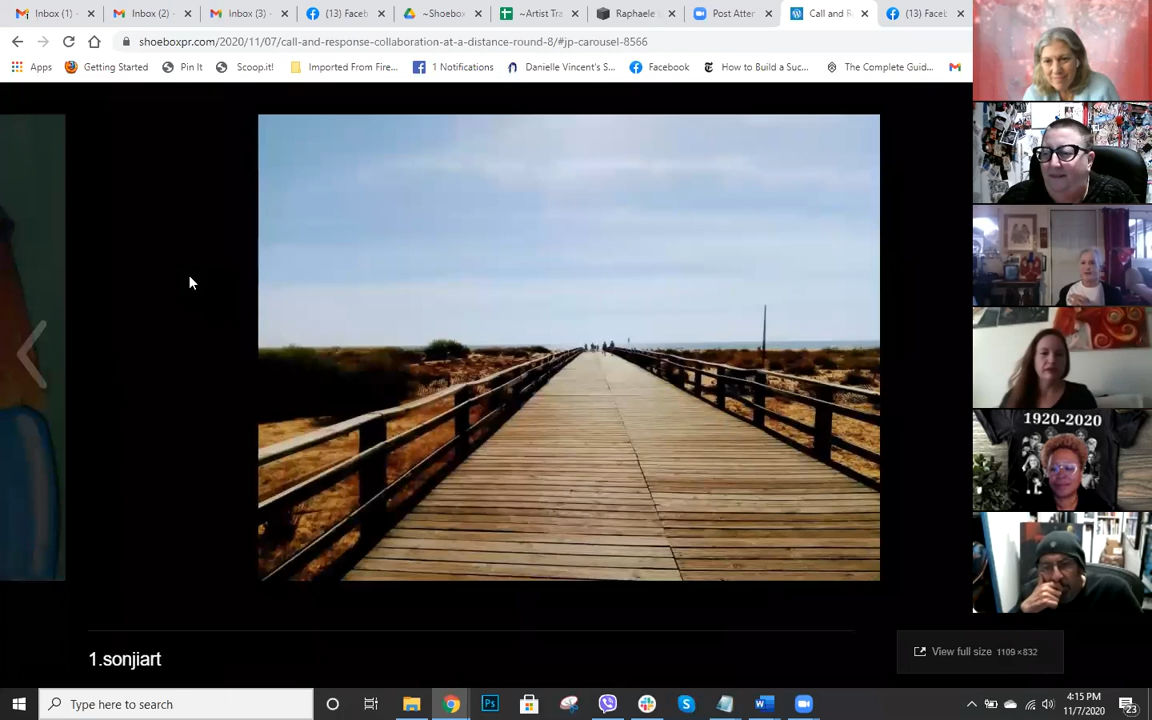 Inbox (1) -
Inbox (2) -
Inbox (3) -
(13) Faceb
~Shoebox
~Artist Tra
Raphaele
Post Atten
Call and R
(13) Faceb
shoeboxpr.com/2020/11/07/call-and-response-collaboration-at-a-distance-round-8/#jp-carousel-8566
Apps
Getting Started
Pin It
Scoop.it!
Imported From Fire...
1 Notifications
Danielle Vincent's S...
Facebook
How to Build a Suc...
The Complete Guid...
1920-2020
1.sonjiart
View full size 1109×832
Type here to search
Ps
4:15 PM
11/7/2020
23